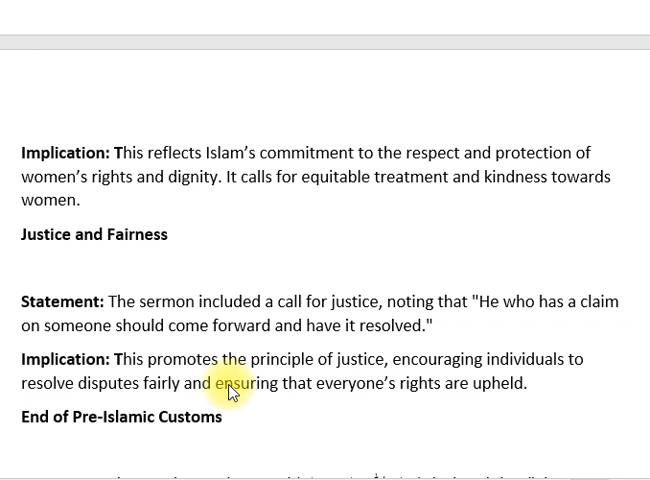 Implication: This reflects Islam’s commitment to the respect and protection of
women’s rights and dignity. It calls for equitable treatment and kindness towards
women.
Justice and Fairness
Statement: The sermon included a call for justice, noting that "He who has a claim
on someone should come forward and have it resolved."
Implication: This promotes the principle of justice, encouraging individuals to
resolve disputes fairly and ensuring that everyone’s rights are upheld.
End of Pre-Islamic Customs